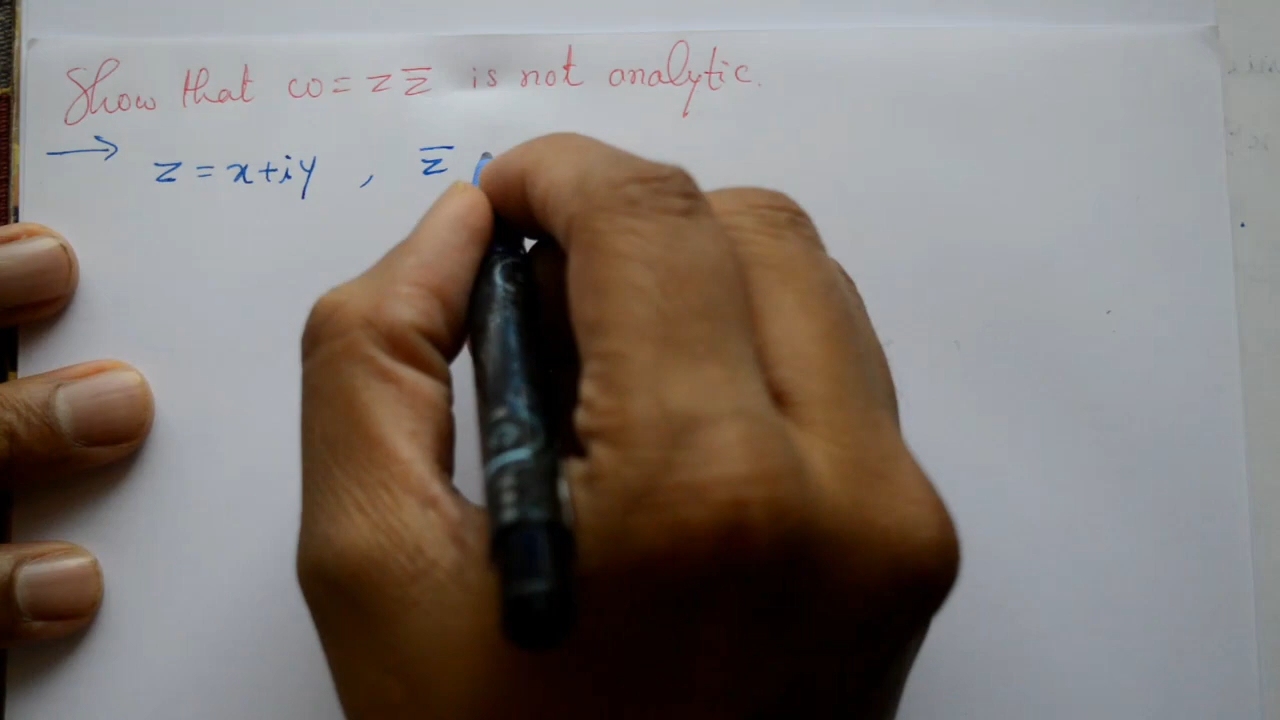 Show that ω = z z̅ is not analytic.
→ z = x+iy , z̅